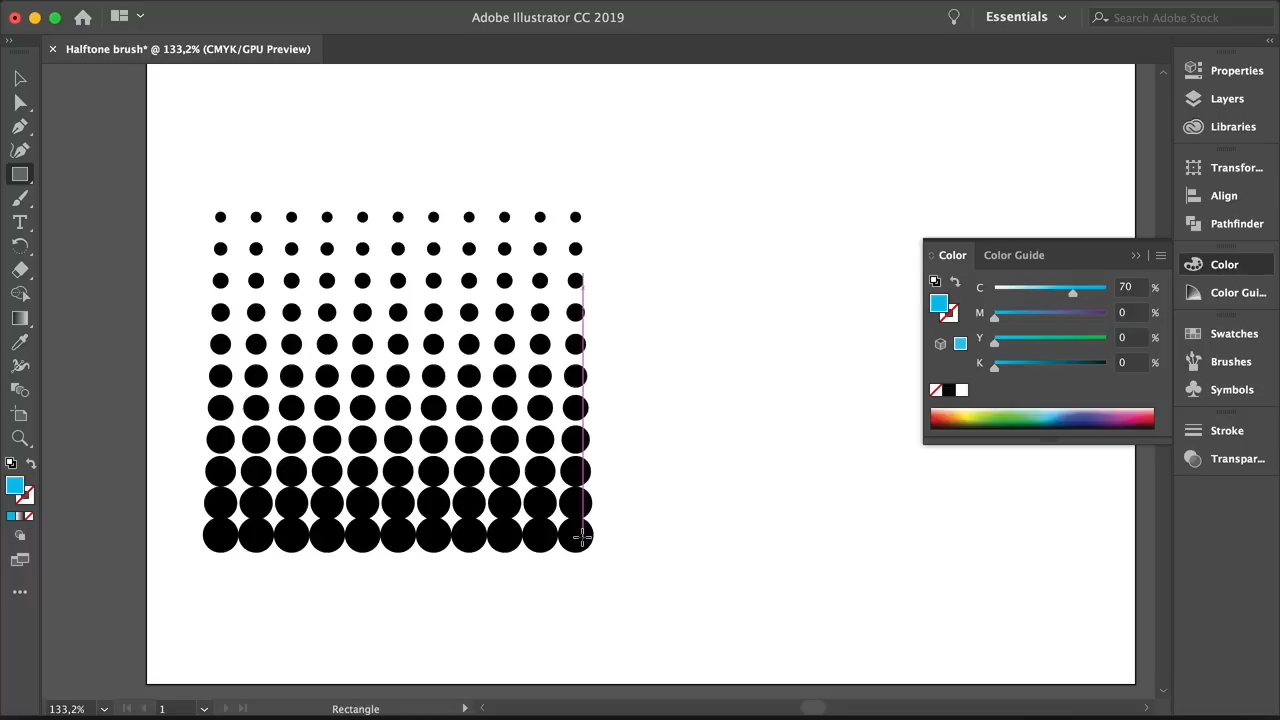 Adobe Illustrator CC 2019
Essentials
Search Adobe Stock
Halftone brush* @ 133,2% (CMYK/GPU Preview)
Properties
Layers
Libraries
Transfor...
Align
Pathfinder
Color
Color Gui...
Swatches
Brushes
Symbols
Stroke
Transpar...
Color Color Guide
C 70 %
M 0 %
Y 0 %
K 0 %
133,2% 1 Rectangle